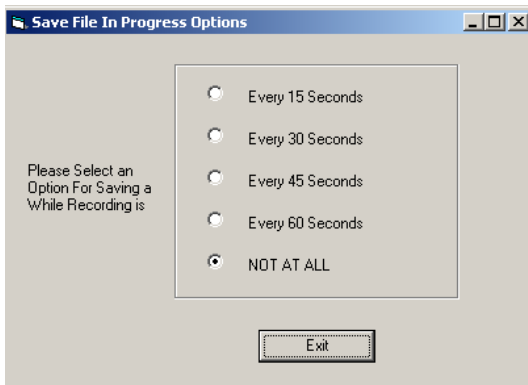 Save File In Progress Options
Every 15 Seconds
Every 30 Seconds
Every 45 Seconds
Every 60 Seconds
NOT AT ALL
Please Select an
Option For Saving a
While Recording is
Exit